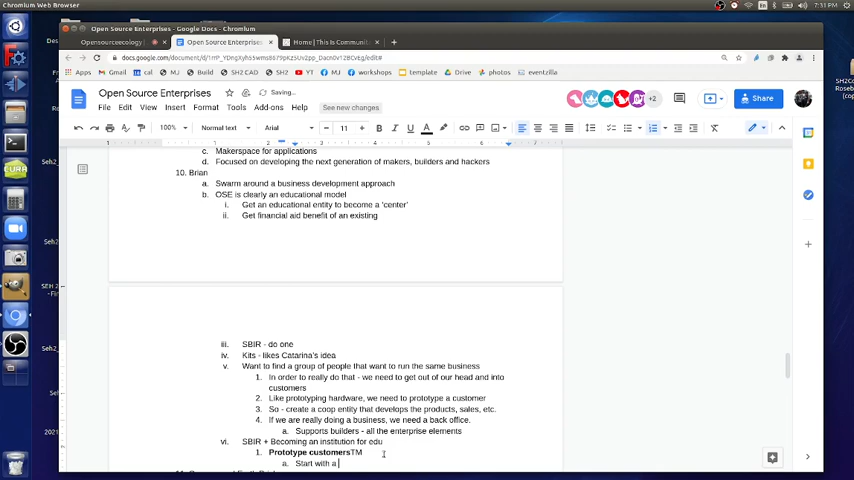 Chromium Web Browser
7:31 PM
Open Source Enterprises - Google Docs - Chromium
Opensourceecology
Open Source Enterprises
Home | This Is Communit
Apps
Gmail
cal
MJ
Build
SH2 CAD
SH2
YT
MJ
workbooks
template
YouTube
photos
eventzilla
Open Source Enterprises
Saving...
File Edit View Insert Format Tools Add-ons Help
See new changes
+2
Share
100%
Normal text
Arial
11
c. Makerspace for applications
d. Focused on developing the next generation of makers, builders and hackers
10. Brian
a. Swarm around a business development approach
b. OSE is clearly an educational model
i. Get an educational entity to become a 'center'
ii. Get financial aid benefit of an existing
iii. SBIR - do one
iv. Kits - likes Catarina's idea
v. Want to find a group of people that want to run the same business
1. In order to really do that - we need to get out of our head and into
customers
2. Like prototyping hardware, we need to prototype a customer
3. So - create a coop entity that develops the products, sales, etc.
4. If we are really doing a business, we need a back office.
a. Supports builders - all the enterprise elements
vi. SBIR + Becoming an institution for edu
1. Prototype customersTM
a. Start with a